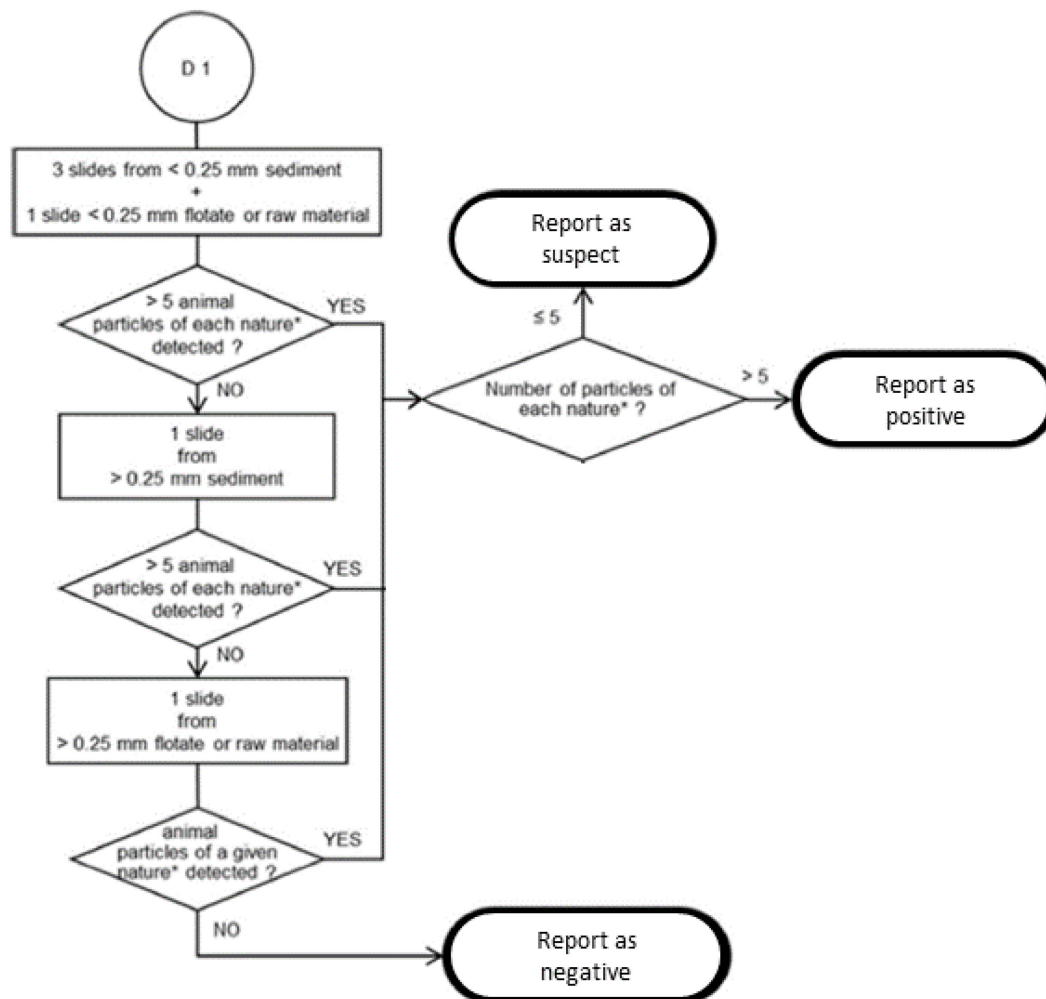 D 1
3 slides from < 0.25 mm sediment
+
1 slide < 0.25 mm flotate or raw material
> 5 animal
particles of each nature*
detected ?
YES
NO
1 slide
from
> 0.25 mm sediment
> 5 animal
particles of each nature*
detected ?
YES
NO
1 slide
from
> 0.25 mm flotate or raw material
animal
particles of a given
nature* detected ?
YES
NO
Report as
suspect
≤ 5
Number of particles of
each nature* ?
> 5
Report as
positive
Report as
negative